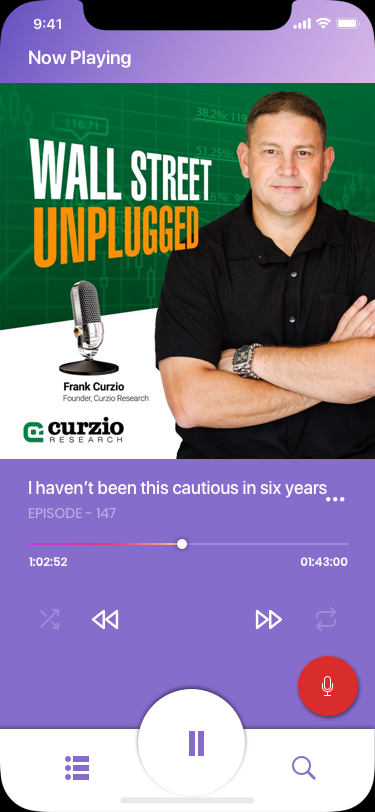 9:41
Now Playing
116.71
38.2%: 119
51.25%
WALL STREET
UNPLUGGED
Frank Curzio
Founder, Curzio Research
curzio
RESEARCH
I haven’t been this cautious in six years
EPISODE - 147
1:02:52
01:43:00